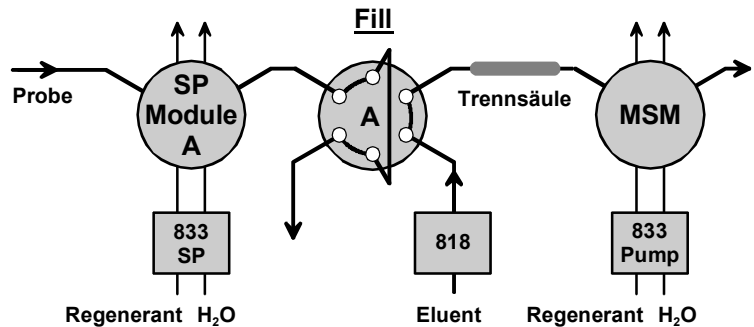 Fill
Probe
SP
Module
A
A
Trennsäule
MSM
833
SP
818
833
Pump
Regenerant H₂O
Eluent
Regenerant H₂O